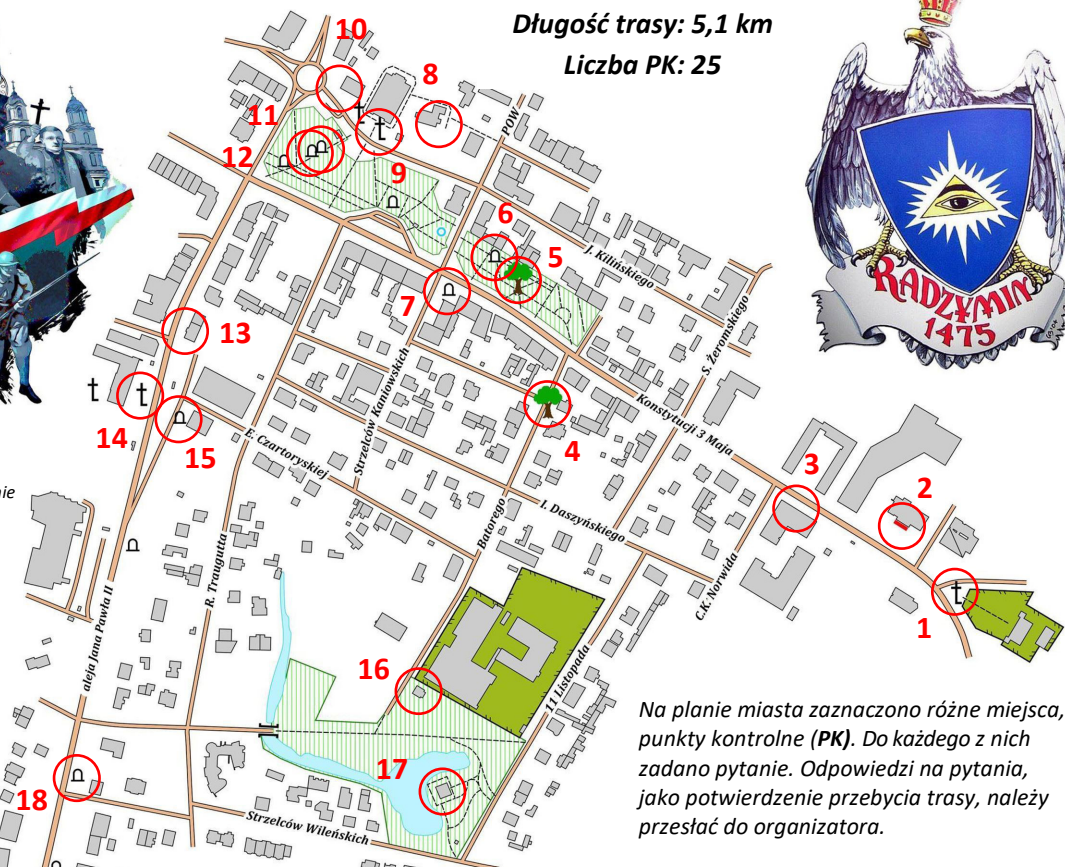 Długość trasy: 5,1 km
Liczba PK: 25
10
8
11
12
9
POW
6
5
J. Kilińskiego
RADZYMIN
1475
7
S. Żeromskiego
13
Strzelców Kaniowskich
Konstytucji 3 Maja
14
15
4
E. Czartoryskiej
3
2
nie
Batorego
I. Daszyńskiego
R. Traugutta
C.K. Norwida
aleja Jana Pawła II
1
16
11 Listopada
17
18
Strzelców Wileńskich
Na planie miasta zaznaczono różne miejsca,
punkty kontrolne (PK). Do każdego z nich
zadano pytanie. Odpowiedzi na pytania,
jako potwierdzenie przebycia trasy, należy
przesłać do organizatora.